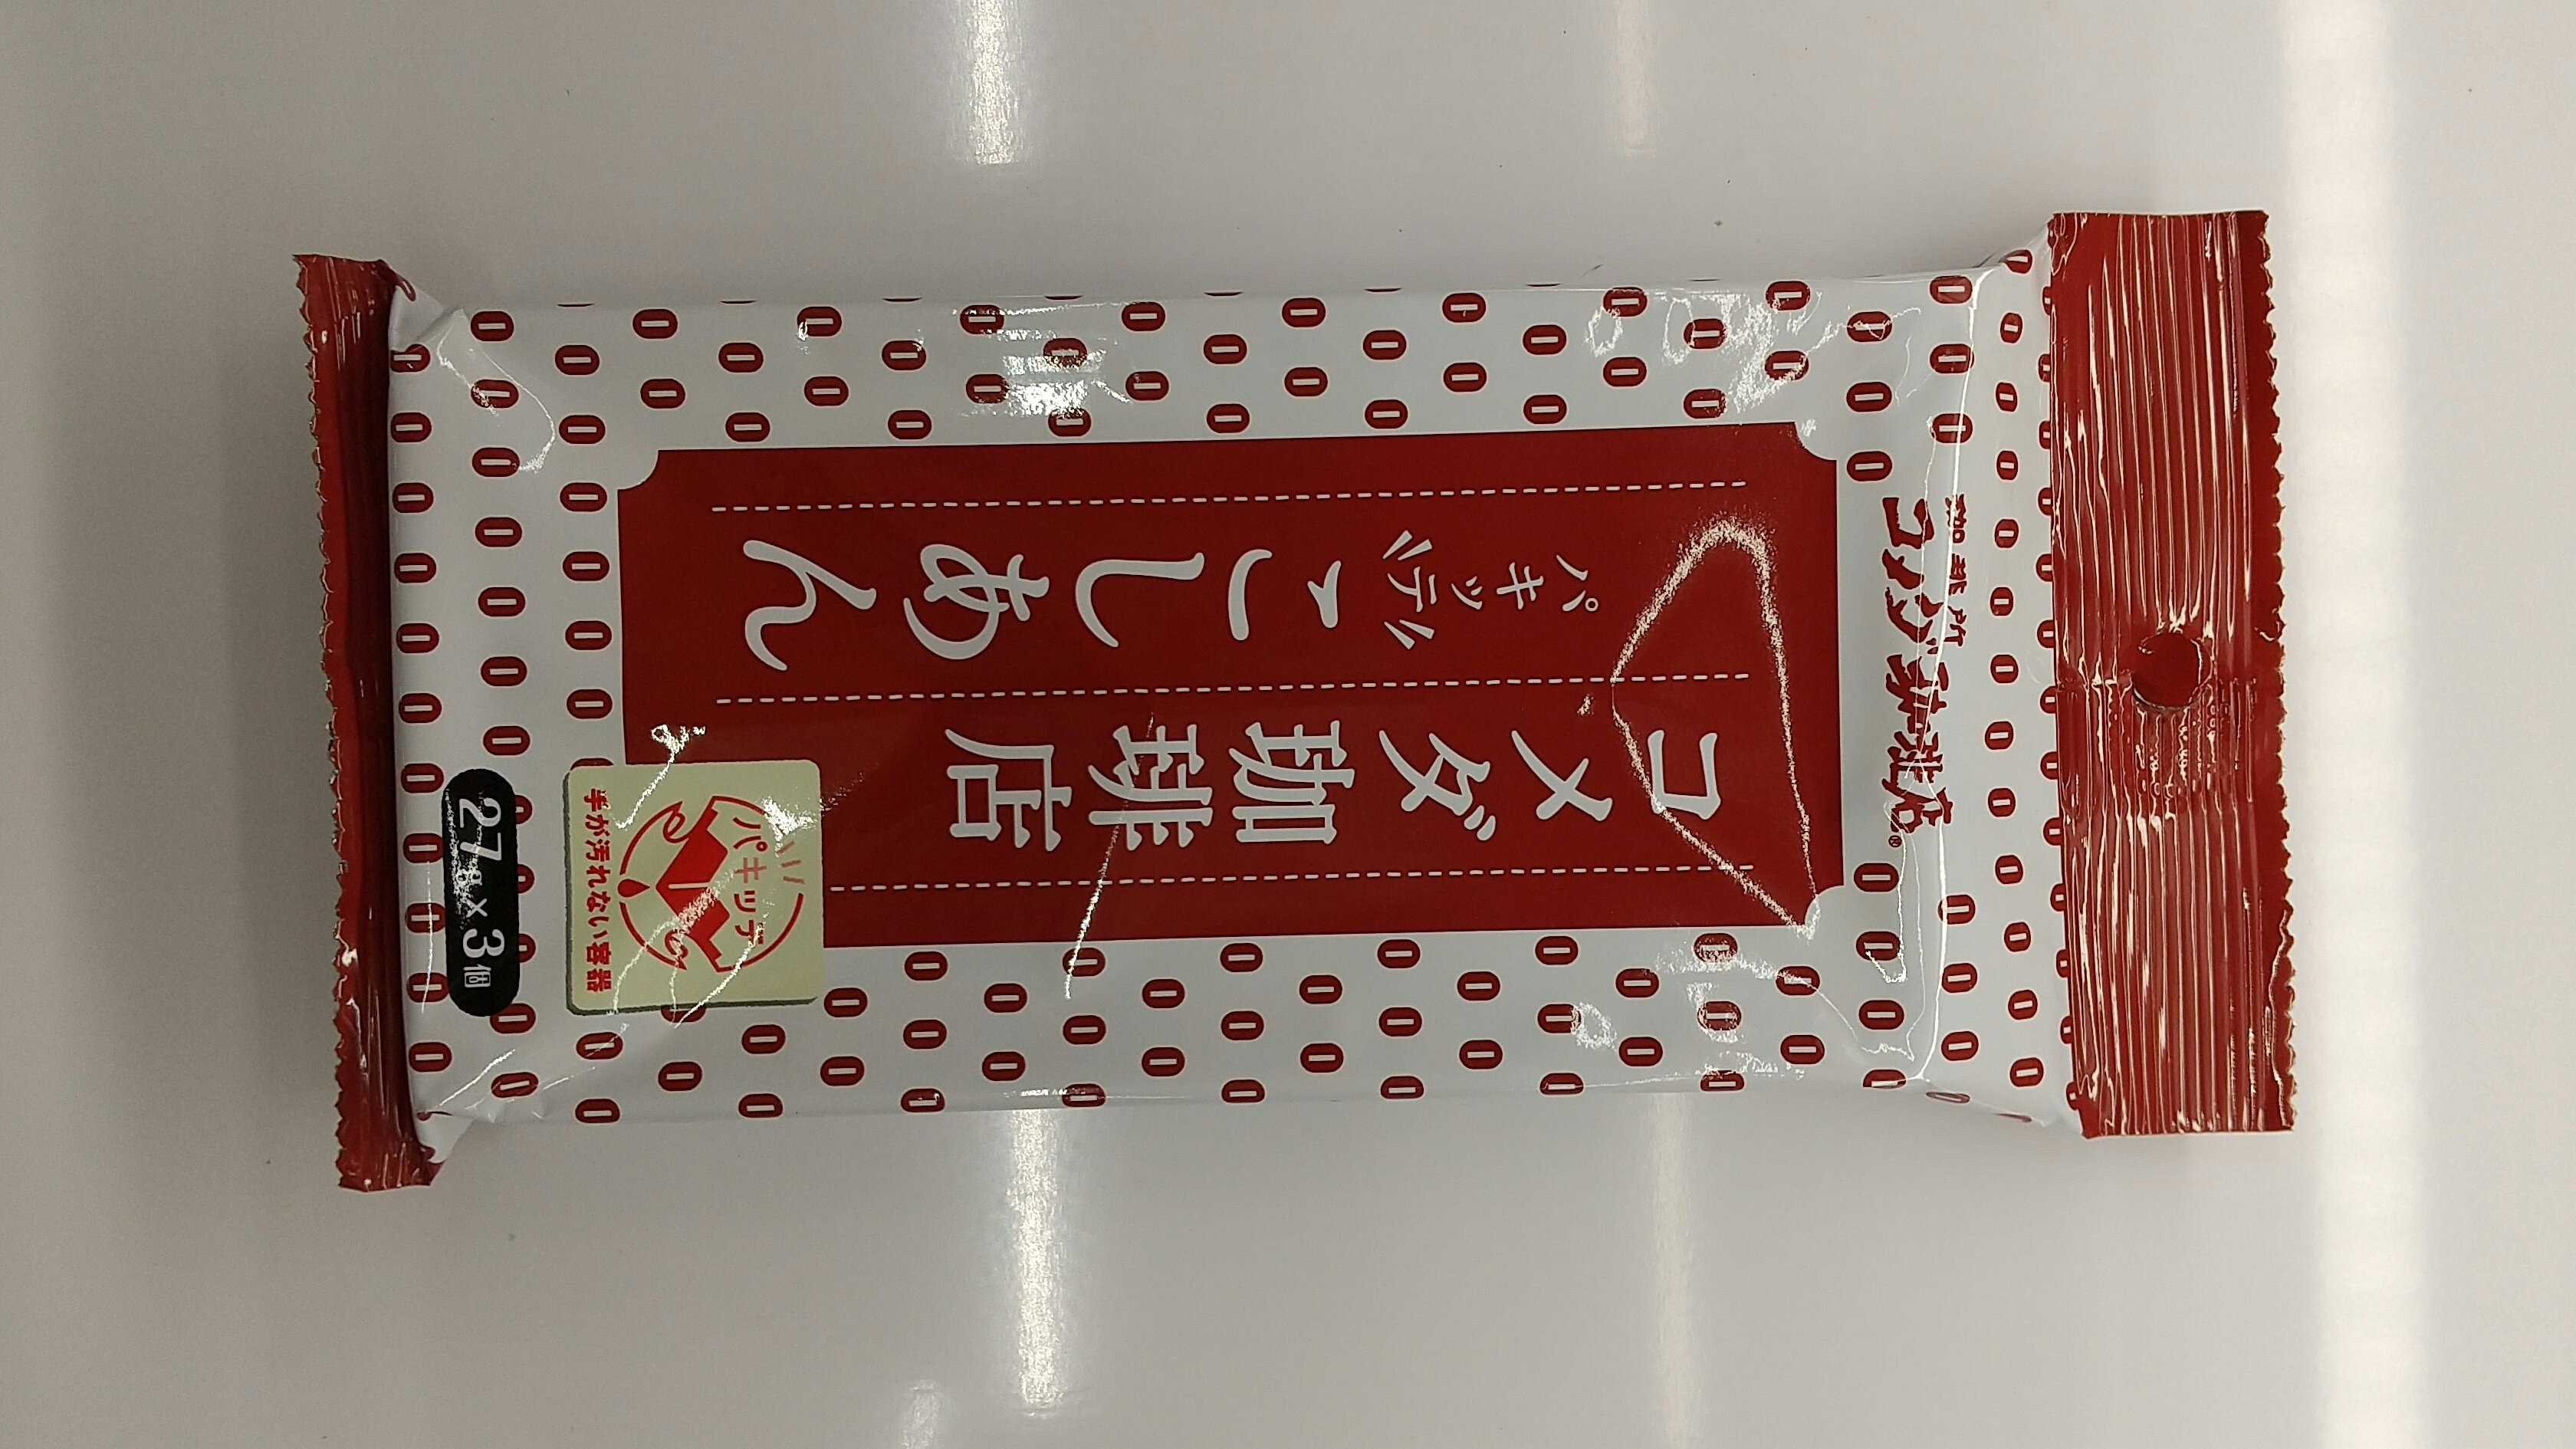 珈琲所
コメダ珈琲店®
コメダ珈琲店
パキッテ
こしあん
パキッテ
手が汚れない容器
27g×3個